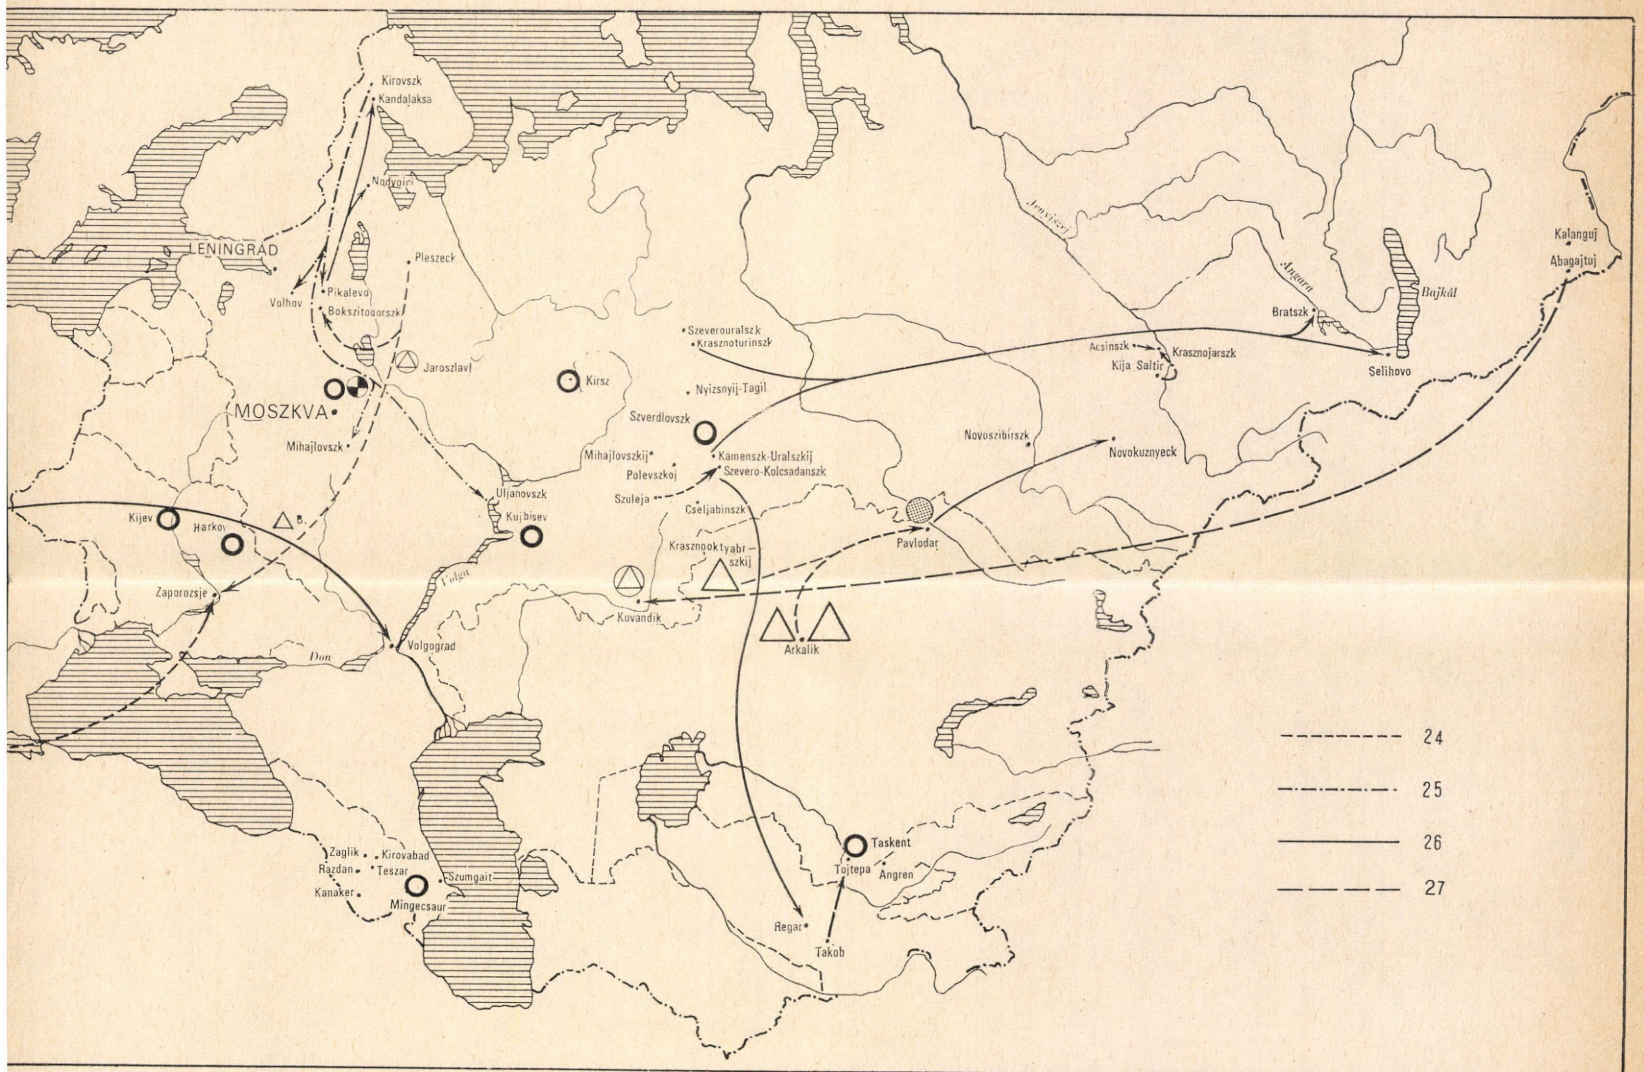 Kirovszk
Kandalaksa
Nadvoici
LENINGRÁD
Pleszeck
Jenyiszej
Kalanguj
Abagajtuj
Angara
Bajkál
Volhov
Pikalevo
Bokszitogorszk
Bratszk
Szeverouralszk
Krasznoturinszk
Acsinszk
Krasznojarszk
Kija Saltir
Selihovo
Jaroszlavl
Kirsz
Nyizsnyij-Tagil
MOSZKVA
Szverdlovszk
Mihajlovszk
Mihajlovszkij
Kamenszk-Uralszkij
Novoszibirszk
Novokuznyeck
Polevszkoj
Szevero-Kolcsadanszk
Uljanovszk
Szuleja
Cseljabinszk
Kijev
Harkov
B.
Kujbisev
Krasznooktyabr-
szkij
Pavlodar
Volga
Zaporozsje
Kuvandik
Volgográd
Don
Arkalik
24
25
26
27
Zaglik
Kirovabad
Razdan
Teszar
Kanaker
Szumgait
Mingecsaur
Taskent
Tojtepa
Angren
Regar
Takob